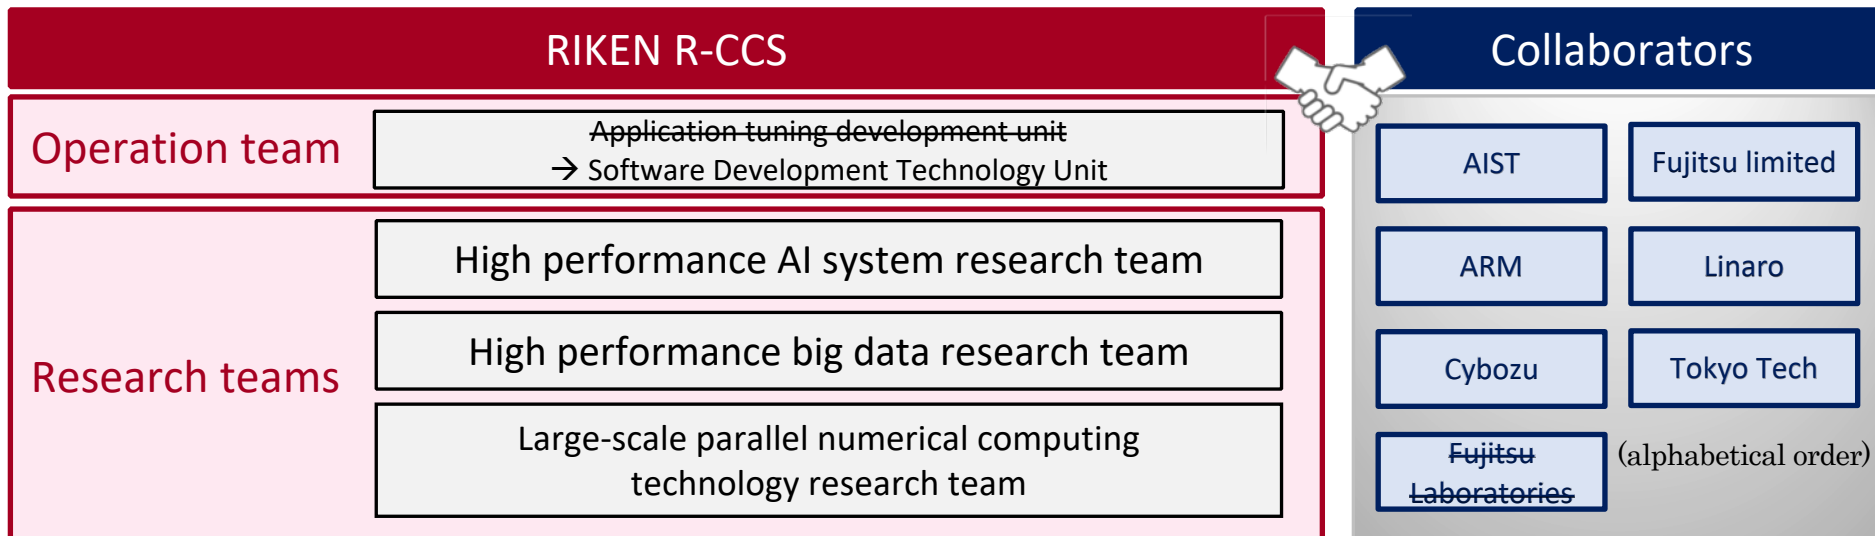 RIKEN R-CCS
Operation team
Application tuning development unit
→ Software Development Technology Unit
Research teams
High performance AI system research team
High performance big data research team
Large-scale parallel numerical computing
technology research team
Collaborators
AIST
Fujitsu limited
ARM
Linaro
Cybozu
Tokyo Tech
Fujitsu
Laboratories
(alphabetical order)